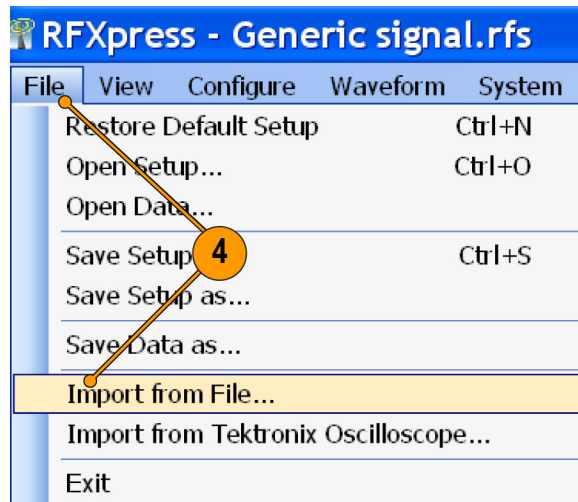 RFXpress - Generic signal.rfs
File View Configure Waveform System
Restore Default Setup Ctrl+N
Open Setup... Ctrl+O
Open Data...
Save Setup Ctrl+S
4
Save Setup as...
Save Data as...
Import from File...
Import from Tektronix Oscilloscope...
Exit